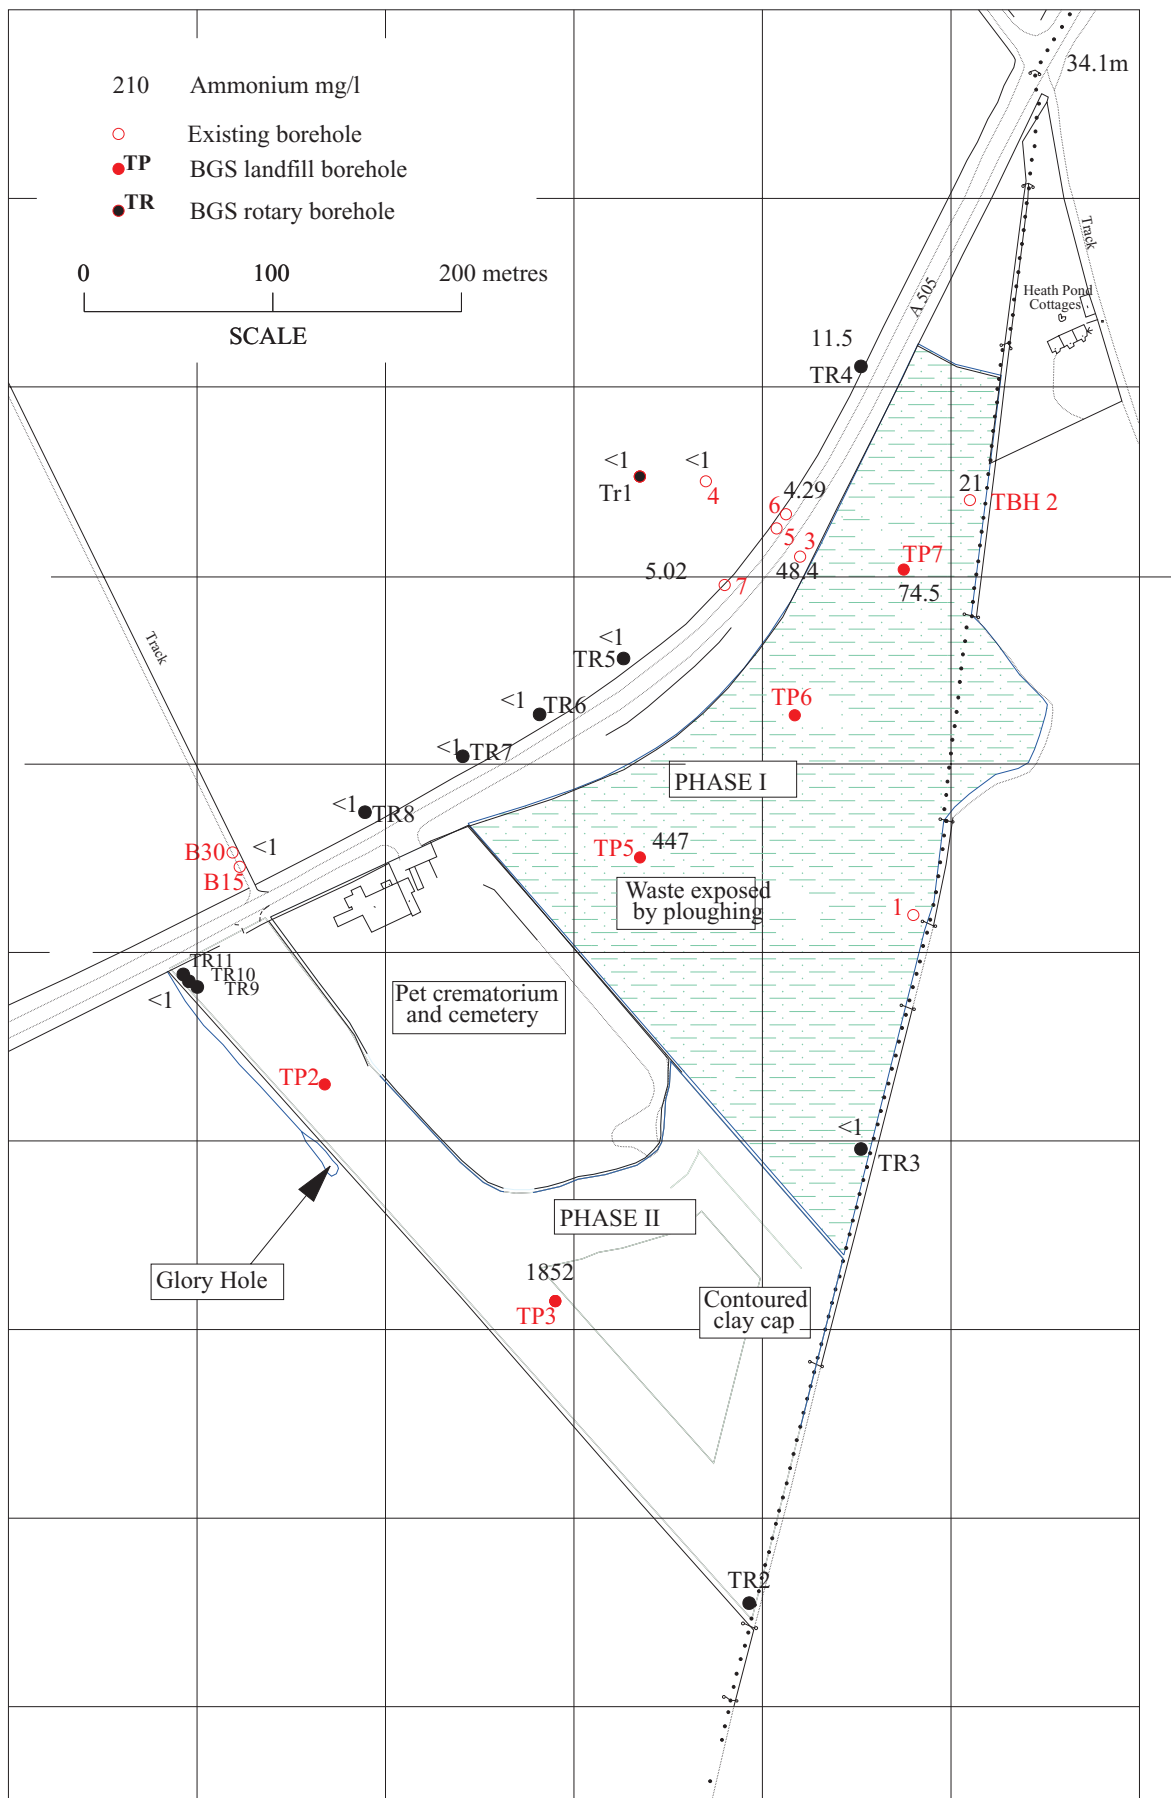 34.1m
210 Ammonium mg/l
Existing borehole
TP BGS landfill borehole
TR BGS rotary borehole
0 100 200 metres
SCALE
Track
A 505
Heath Pond
Cottages
11.5
TR4
<1
Tr1
<1
4
4.29
6
5
3
48.4
5.02
7
21
TBH 2
TP7
74.5
Track
<1
TR5
<1
TR6
<1
TR7
<1
TR8
TP6
PHASE I
B30
<1
B15
TP5
447
Waste exposed
by ploughing
1
TR11
TR10
TR9
<1
Pet crematorium
and cemetery
TP2
<1
TR3
PHASE II
Glory Hole
1852
TP3
Contoured
clay cap
TR2